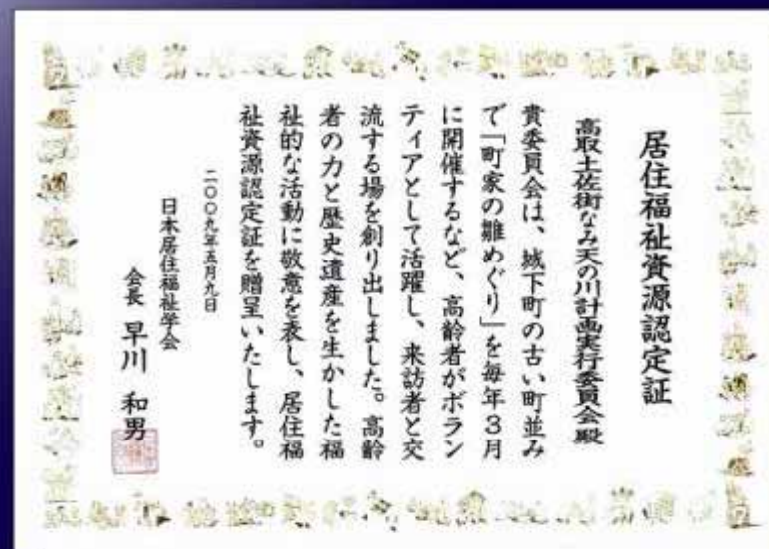 居住福祉資源認定証
高取土佐街なみ天の川計画実行委員会殿
貴委員会は、城下町の古い町並み
で「町家の雛めぐり」を毎年３月
に開催するなど、高齢者がボラン
ティアとして活躍し、来訪者と交
流する場を創り出しました。高齢
者の力と歴史遺産を生かした福
祉的な活動に敬意を表し、居住福
祉資源認定証を贈呈いたします。
二〇〇九年五月九日
日本居住福祉学会
会長 早川 和男